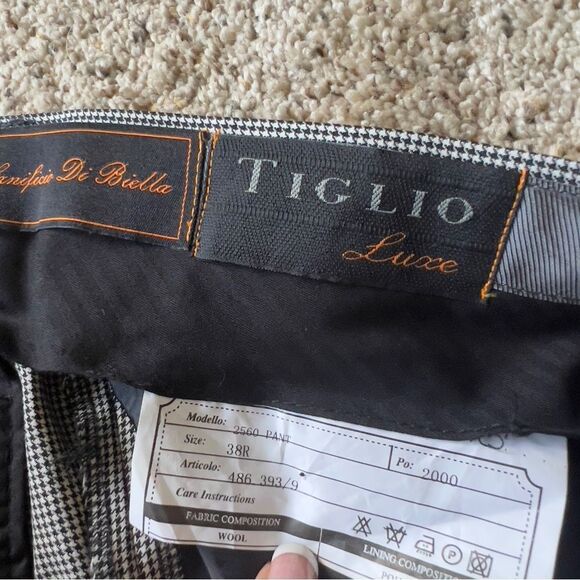 Di Biella
TIGLIO
Luxe
Modello: 2560 PANT
Size: 38R
Po: 2000
Articolo: 486 393/9
Care Instructions
FABRIC COMPOSITION
WOOL
LINING COMPOSITION